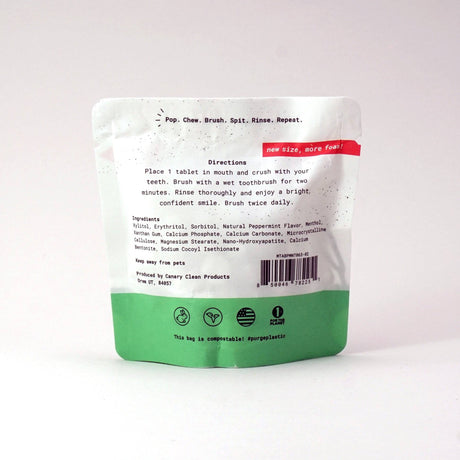 Pop. Chew. Brush. Spit. Rinse. Repeat.
new size, more foam!
Directions
Place 1 tablet in mouth and crush with your
teeth. Brush with a wet toothbrush for two
minutes. Rinse thoroughly and enjoy a bright,
confident smile. Brush twice daily.
Ingredients
Xylitol, Erythritol, Sorbitol, Natural Peppermint Flavor, Menthol,
Xanthan Gum, Calcium Phosphate, Calcium Carbonate, Microcrystalline
Cellulose, Magnesium Stearate, Nano-Hydroxyapatite, Calcium
Bentonite, Sodium Cocoyl Isethionate
Keep away from pets
Produced by Canary Clean Products
Orem UT, 84057
This bag is compostable! #purgeplastic